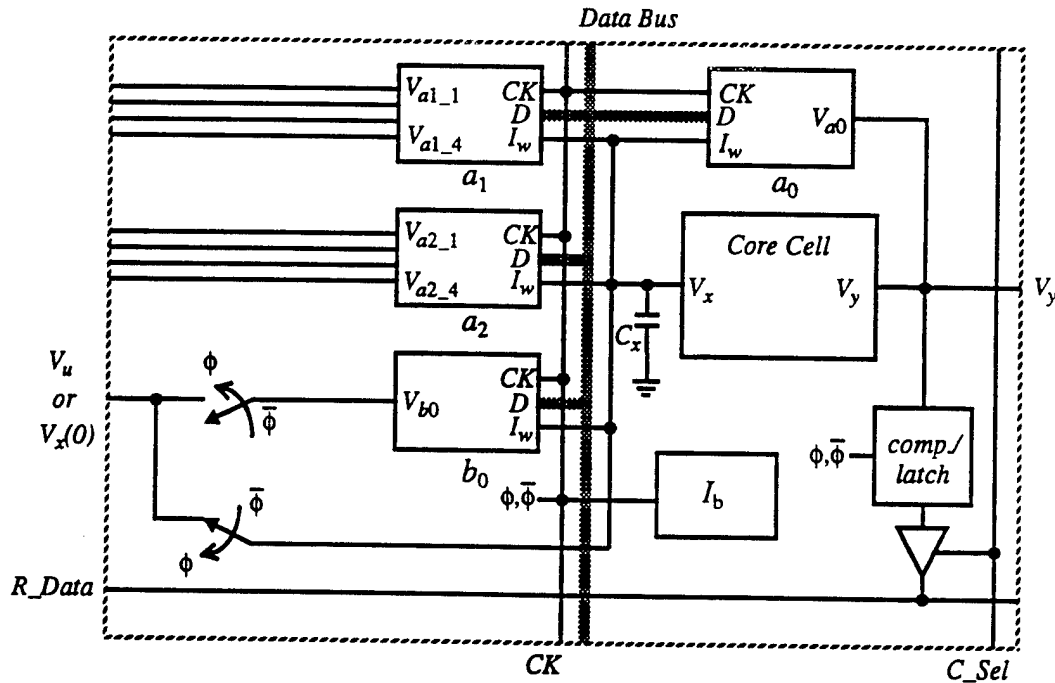 Data Bus
V_{a1_1}
V_{a1_4}
CK
D
I_w
a_1
CK
D
I_w
V_{a0}
a_0
V_{a2_1}
V_{a2_4}
CK
D
I_w
a_2
Core Cell
V_x
V_y
V_y
C_x
V_u
or
V_x(0)
ϕ
ϕ̅
V_{b0}
CK
D
I_w
b_0
ϕ,ϕ̅
I_b
ϕ,ϕ̅
comp./
latch
ϕ̅
ϕ
R_Data
CK
C_Sel